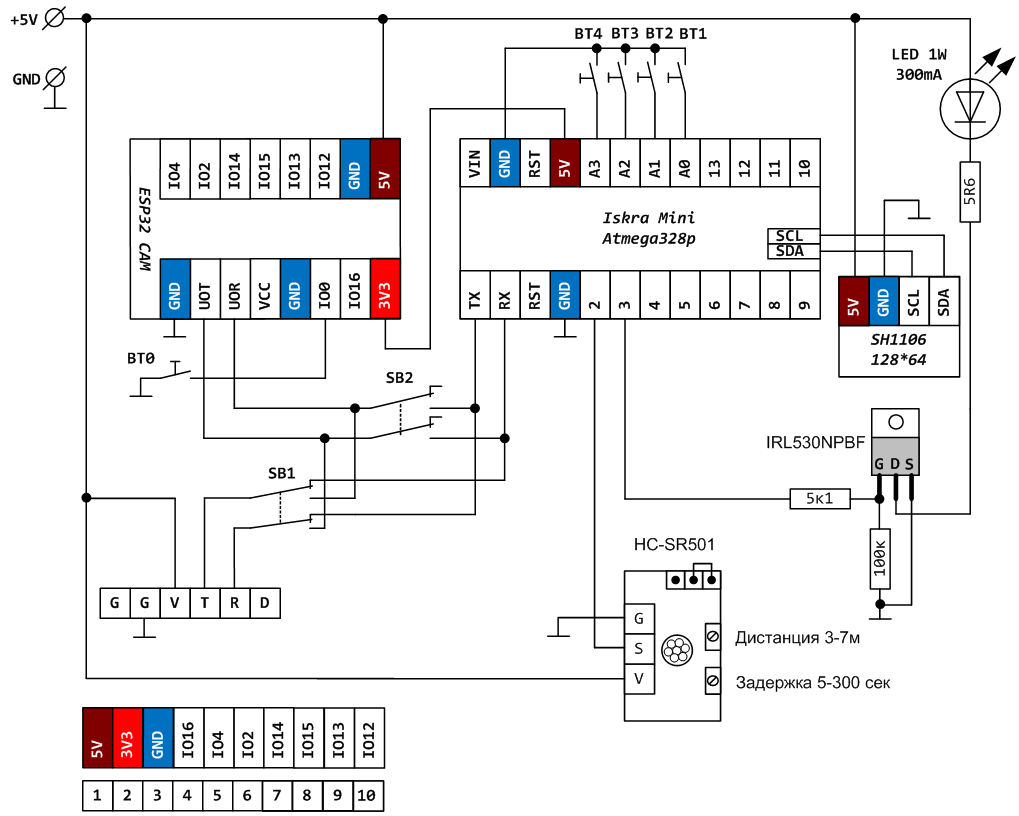 +5V
GND
BT4 BT3 BT2 BT1
LED 1W
300mA
5R6
ESP32 CAM
IO4 IO2 IO14 IO15 IO13 IO12 GND 5V
GND UOT UOR VCC GND IO0 IO16 3V3
VIN GND RST 5V A3 A2 A1 A0 13 12 11 10
Iskra Mini
Atmega328p
SCL
SDA
TX RX RST GND 2 3 4 5 6 7 8 9
5V GND SCL SDA
SH1106
128*64
BT0
SB2
SB1
IRL530NPBF
G D S
5к1
100к
HC-SR501
G
S
V
Дистанция 3-7м
Задержка 5-300 сек
G G V T R D
5V 3V3 GND IO16 IO4 IO2 IO14 IO15 IO13 IO12
1 2 3 4 5 6 7 8 9 10